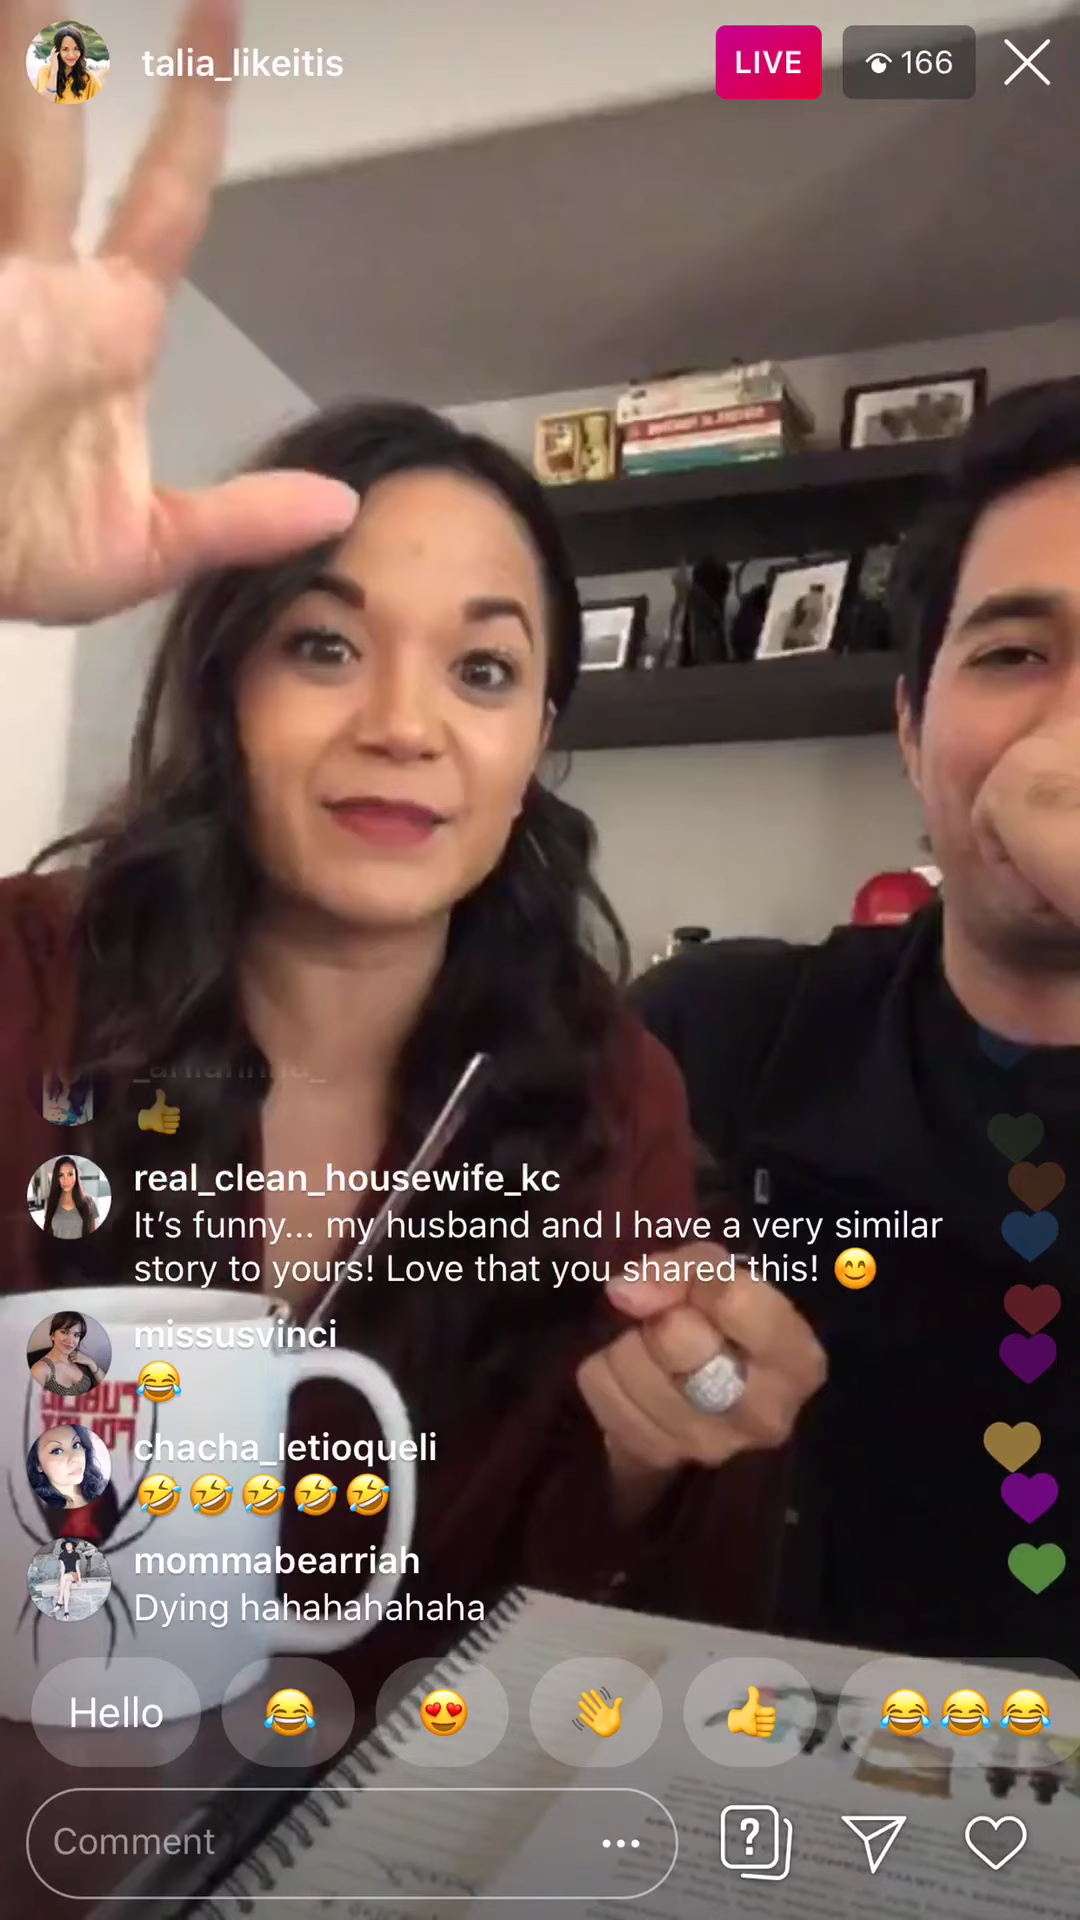 talia_likeitis
LIVE
166
real_clean_housewife_kc
It's funny... my husband and I have a very similar
story to yours! Love that you shared this! 😊
missusvinci
😂
chacha_letioqueli
🤣🤣🤣🤣🤣
mommabearriah
Dying hahahahahaha
Hello
Comment